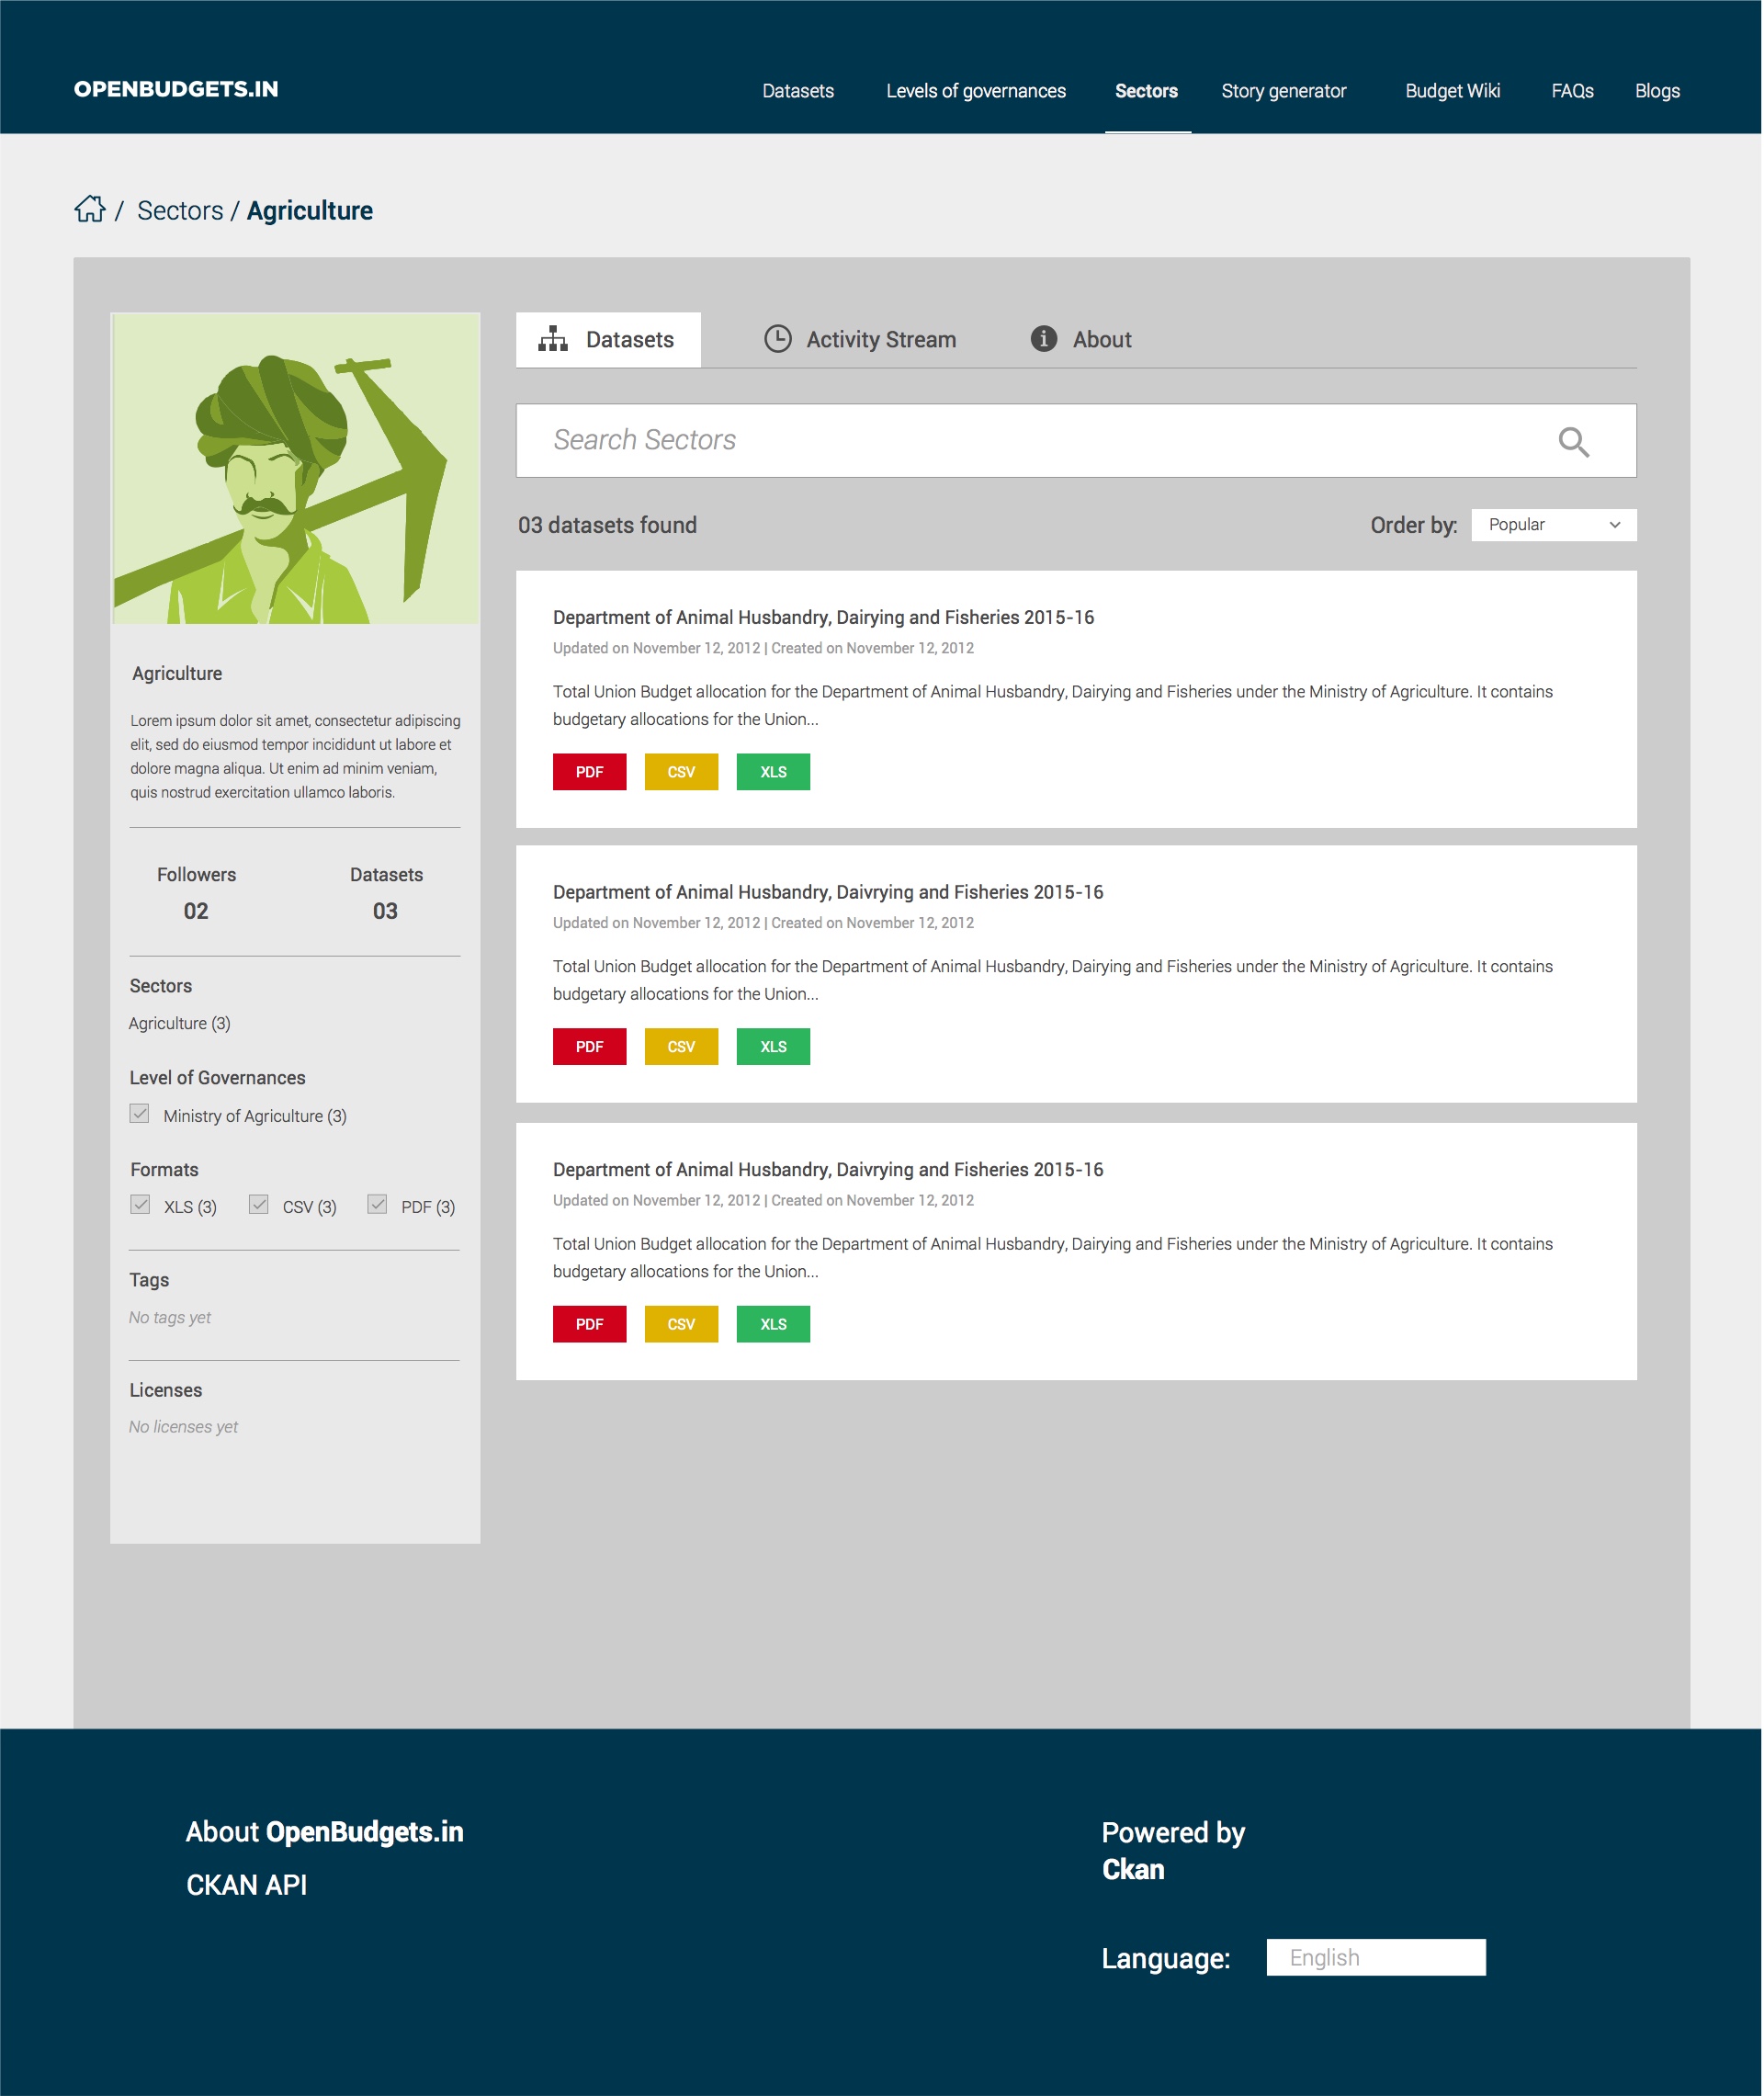 OPENBUDGETS.IN
Datasets
Levels of governances
Sectors
Story generator
Budget Wiki
FAQs
Blogs
/ Sectors / Agriculture
Datasets
Activity Stream
About
Search Sectors
03 datasets found
Order by:
Popular
Agriculture
Lorem ipsum dolor sit amet, consectetur adipiscing
elit, sed do eiusmod tempor incididunt ut labore et
dolore magna aliqua. Ut enim ad minim veniam,
quis nostrud exercitation ullamco laboris.
Followers
02
Datasets
03
Sectors
Agriculture (3)
Level of Governances
Ministry of Agriculture (3)
Formats
XLS (3)
CSV (3)
PDF (3)
Tags
No tags yet
Licenses
No licenses yet
Department of Animal Husbandry, Dairying and Fisheries 2015-16
Updated on November 12, 2012 | Created on November 12, 2012
Total Union Budget allocation for the Department of Animal Husbandry, Dairying and Fisheries under the Ministry of Agriculture. It contains
budgetary allocations for the Union...
PDF
CSV
XLS
Department of Animal Husbandry, Daivrying and Fisheries 2015-16
Updated on November 12, 2012 | Created on November 12, 2012
Total Union Budget allocation for the Department of Animal Husbandry, Dairying and Fisheries under the Ministry of Agriculture. It contains
budgetary allocations for the Union...
PDF
CSV
XLS
Department of Animal Husbandry, Daivrying and Fisheries 2015-16
Updated on November 12, 2012 | Created on November 12, 2012
Total Union Budget allocation for the Department of Animal Husbandry, Dairying and Fisheries under the Ministry of Agriculture. It contains
budgetary allocations for the Union...
PDF
CSV
XLS
About OpenBudgets.in
CKAN API
Powered by
Ckan
Language:
English